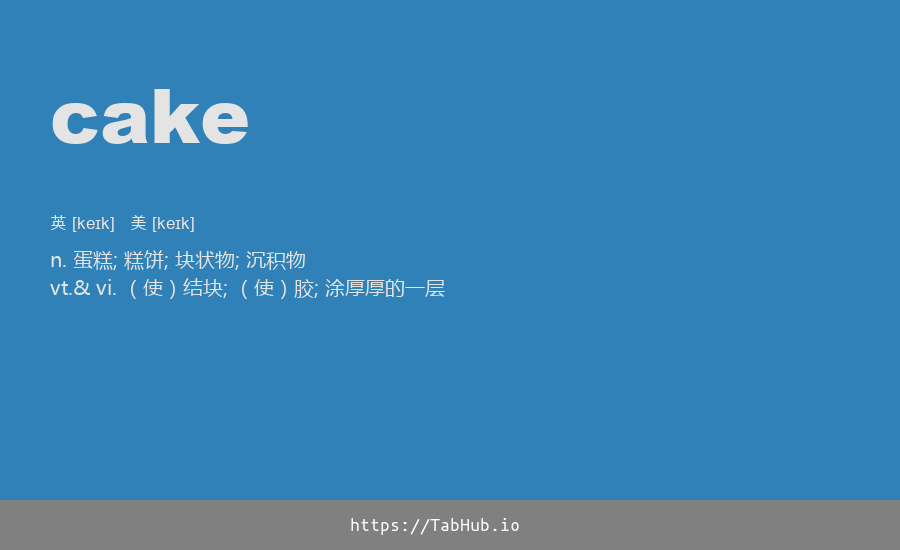 cake
英 [keɪk] 美 [keɪk]
n. 蛋糕; 糕饼; 块状物; 沉积物
vt.& vi. （使）结块; （使）胶; 涂厚厚的一层
https://TabHub.io